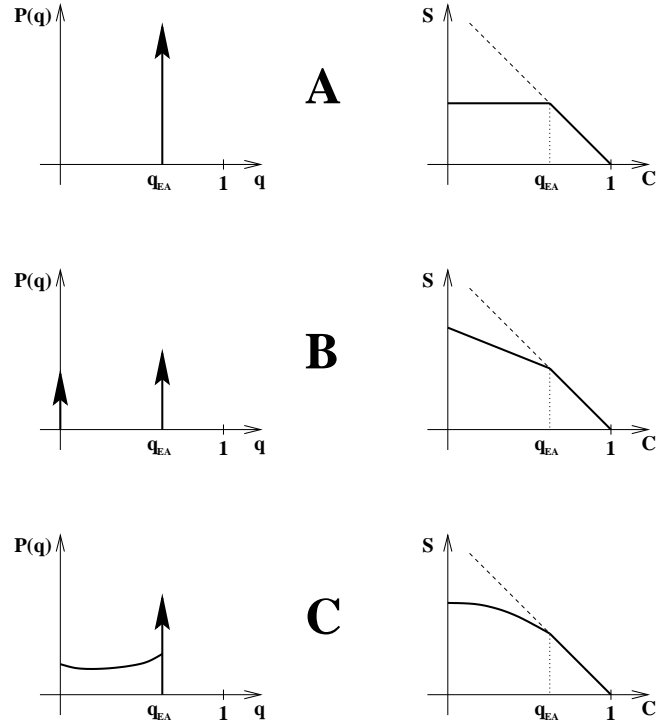 P(q)
S
A
q_EA 1 q
q_EA 1 C
P(q)
S
B
q_EA 1 q
q_EA 1 C
P(q)
S
C
q_EA 1 q
q_EA 1 C